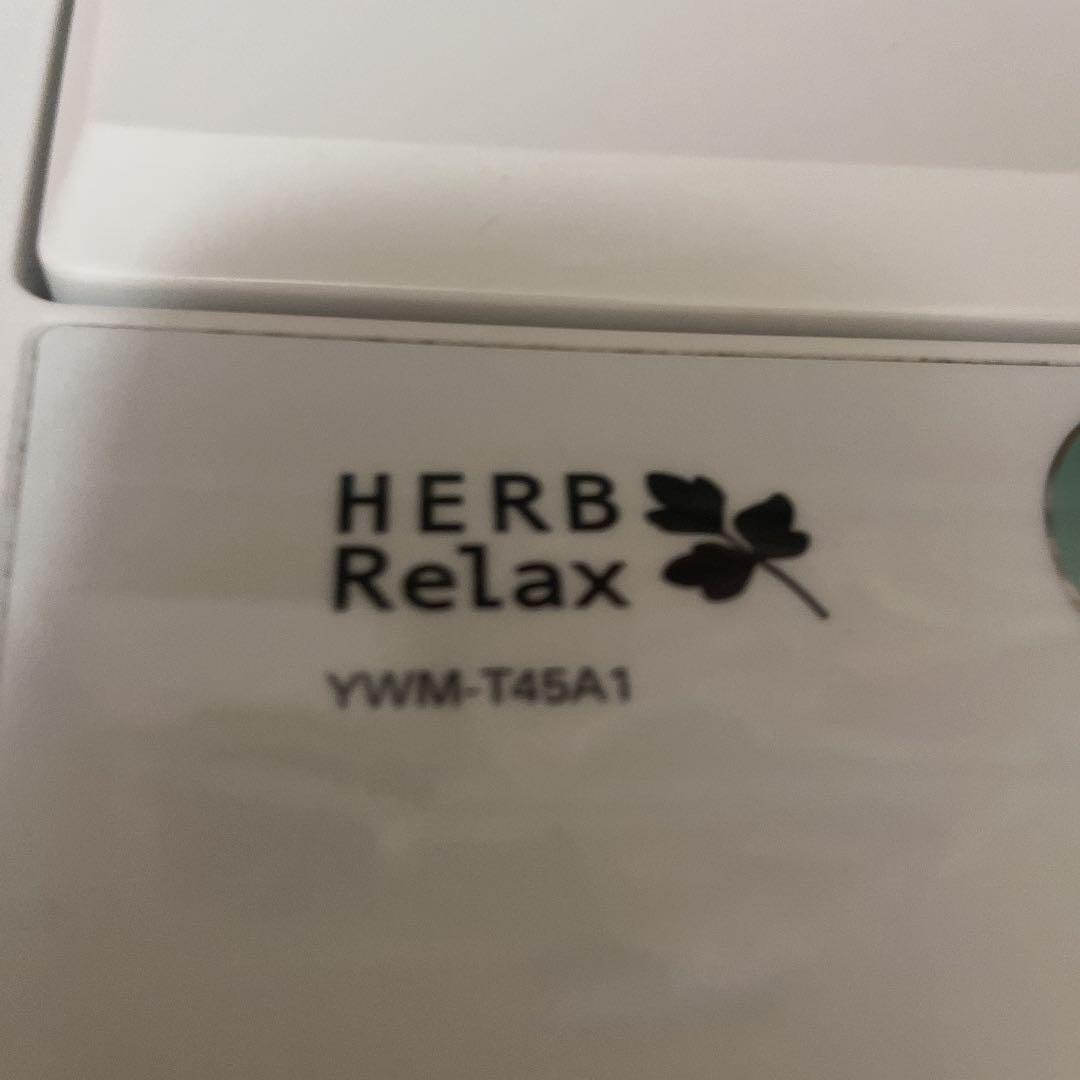 HERB
Relax
YWM-T45A1